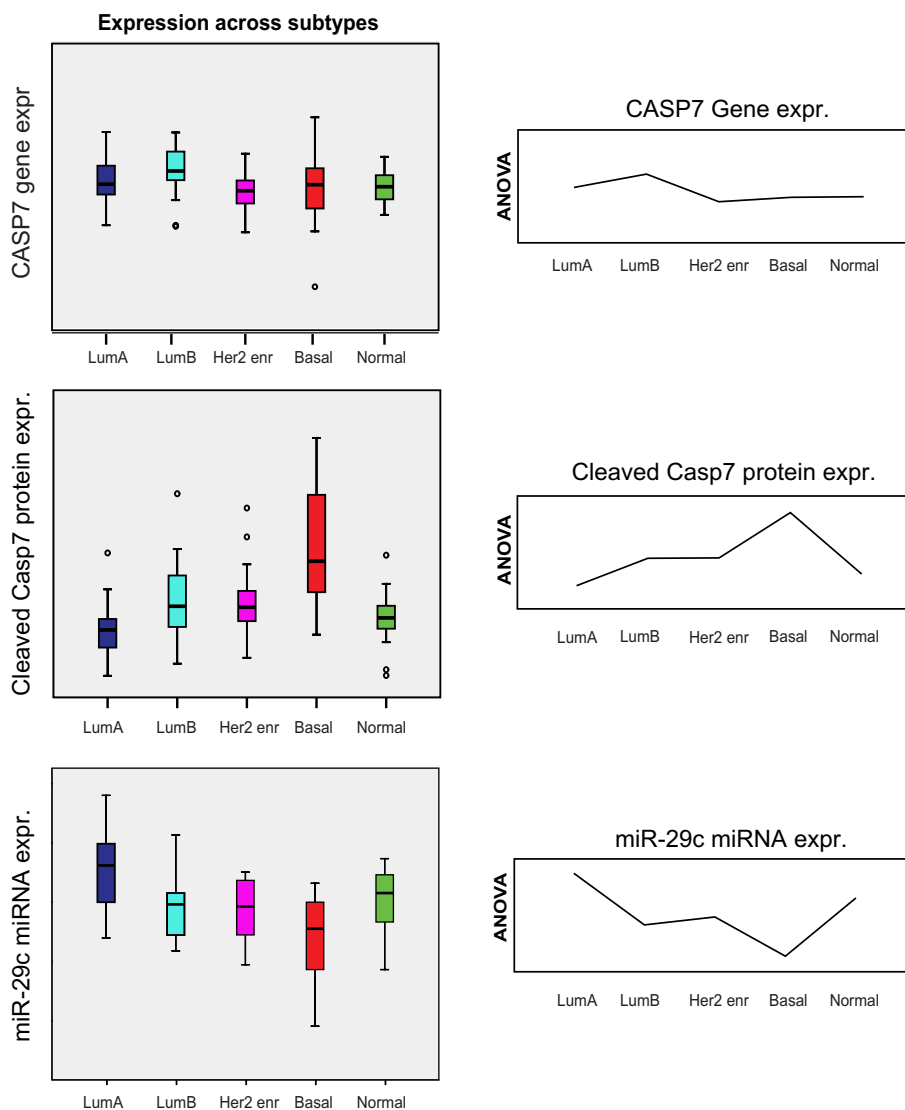 Expression across subtypes
CASP7 gene expr
LumA LumB Her2 enr Basal Normal
CASP7 Gene expr.
ANOVA
LumA LumB Her2 enr Basal Normal
Cleaved Casp7 protein expr.
LumA LumB Her2 enr Basal Normal
Cleaved Casp7 protein expr.
ANOVA
LumA LumB Her2 enr Basal Normal
miR-29c miRNA expr.
LumA LumB Her2 enr Basal Normal
miR-29c miRNA expr.
ANOVA
LumA LumB Her2 enr Basal Normal